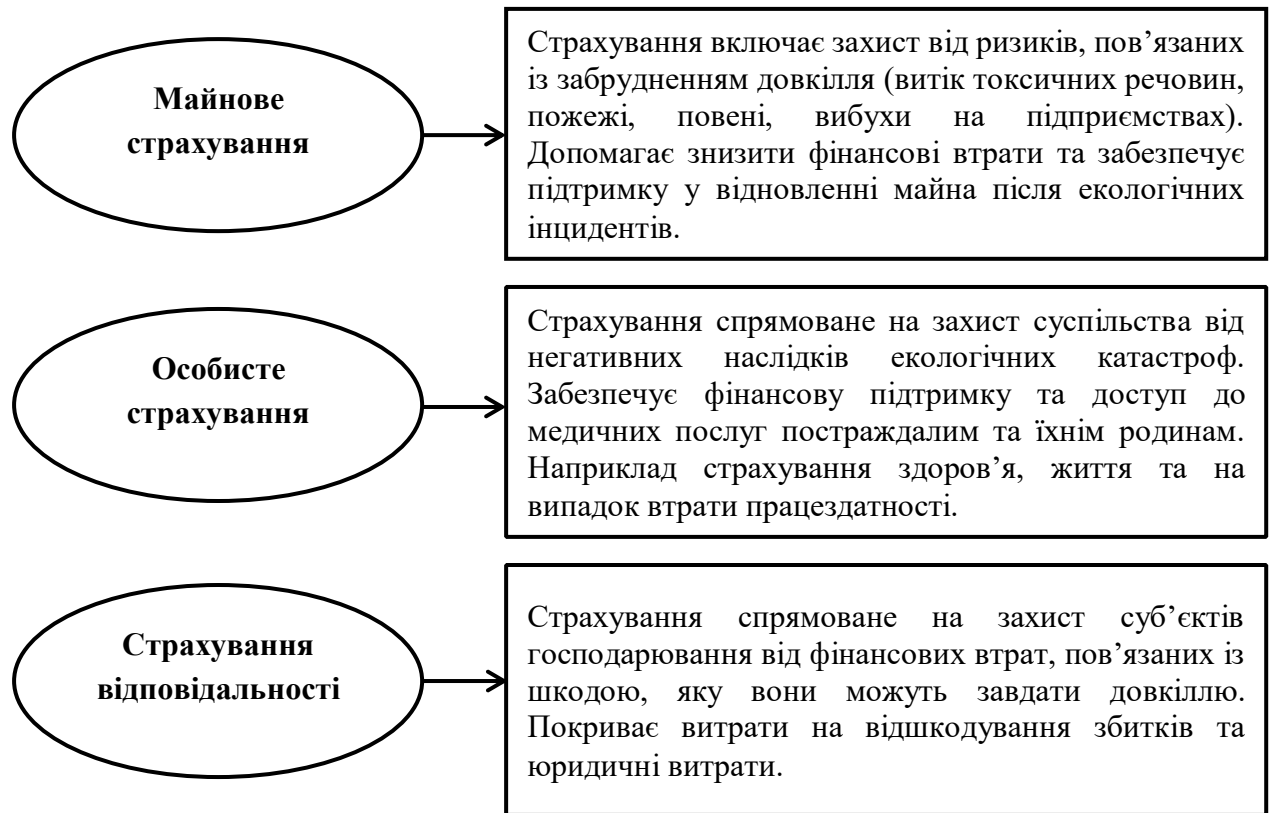 Майнове
страхування
Страхування включає захист від ризиків, пов’язаних
із забрудненням довкілля (витік токсичних речовин,
пожежі, повені, вибухи на підприємствах).
Допомагає знизити фінансові втрати та забезпечує
підтримку у відновленні майна після екологічних
інцидентів.
Особисте
страхування
Страхування спрямоване на захист суспільства від
негативних наслідків екологічних катастроф.
Забезпечує фінансову підтримку та доступ до
медичних послуг постраждалим та їхнім родинам.
Наприклад страхування здоров’я, життя та на
випадок втрати працездатності.
Страхування
відповідальності
Страхування спрямоване на захист суб’єктів
господарювання від фінансових втрат, пов’язаних із
шкодою, яку вони можуть завдати довкіллю.
Покриває витрати на відшкодування збитків та
юридичні витрати.